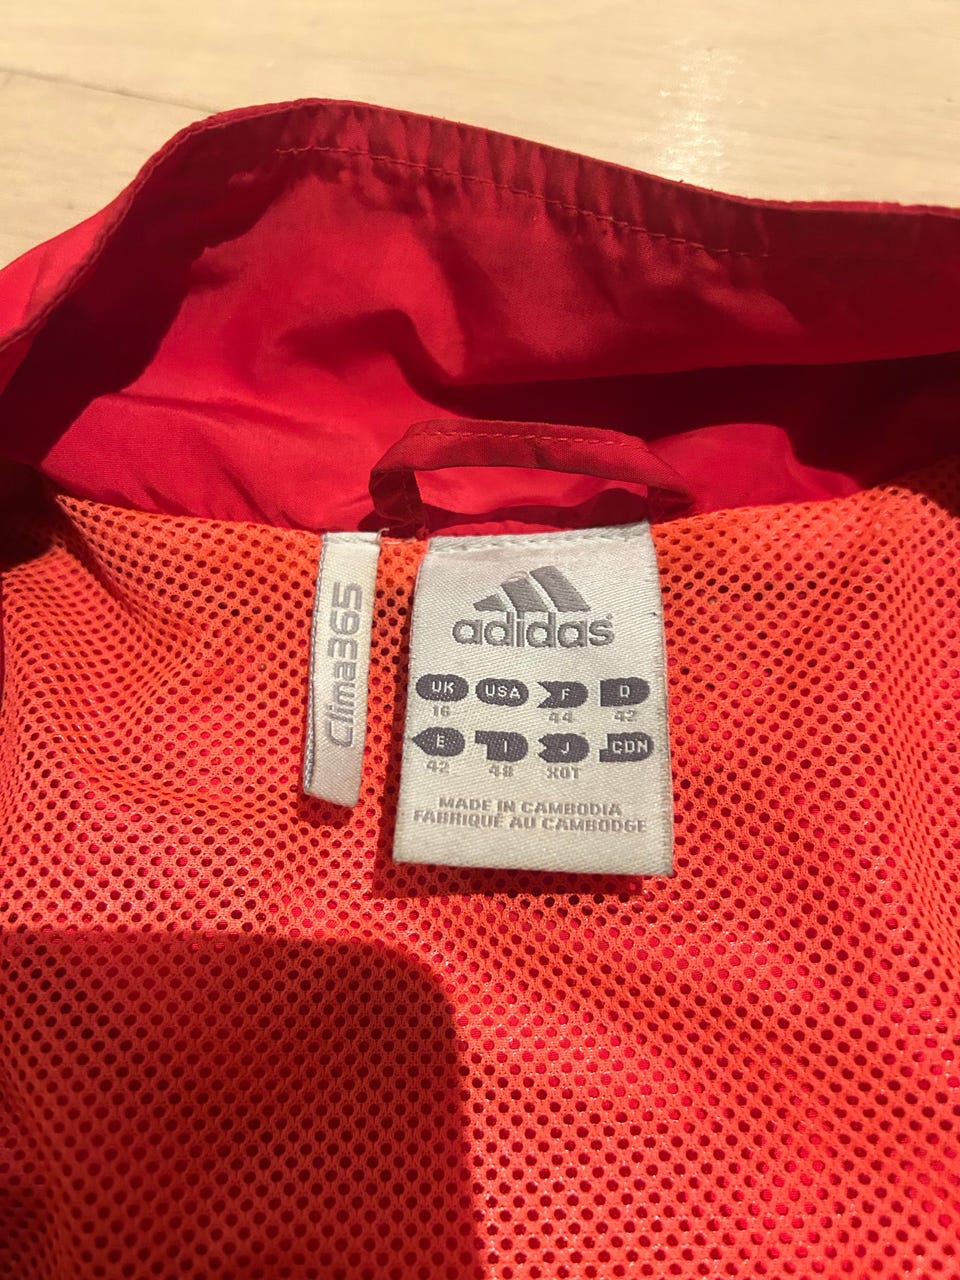 Clima365
adidas
UK USA F D
16 44 42
E I J CDN
42 48 XOT
MADE IN CAMBODIA
FABRIQUÉ AU CAMBODGE